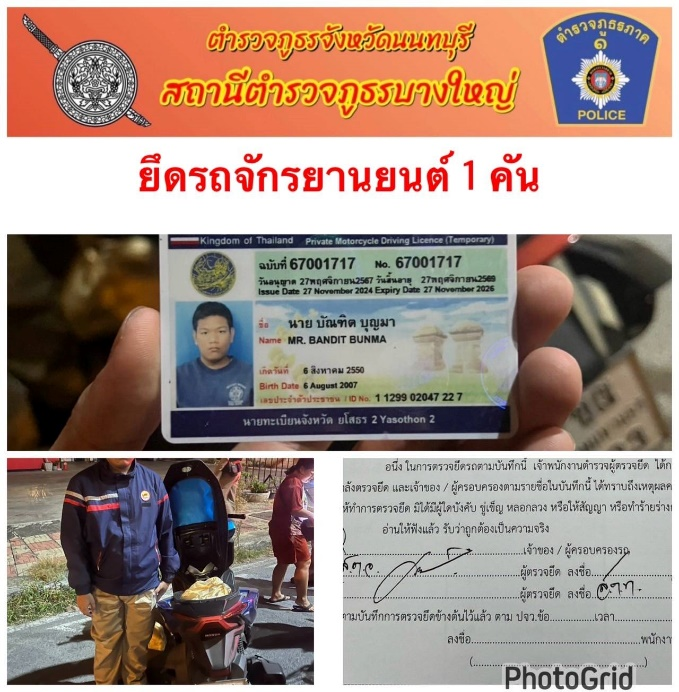 ตำรวจภูธรจังหวัดนนทบุรี
สถานีตำรวจภูธรบางใหญ่
ตำรวจภูธรภาค
๑
POLICE
ยึดรถจักรยานยนต์ 1 คัน
Kingdom of Thailand Private Motorcycle Driving Licence (Temporary)
ฉบับที่ 67001717 No. 67001717
วันอนุญาต 27พฤศจิกายน2567 วันสิ้นอายุ 27พฤศจิกายน2569
Issue Date 27 November 2024 Expiry Date 27 November 2026
ชื่อ นาย บัณฑิต บุญมา
Name MR. BANDIT BUNMA
เกิดวันที่ 6 สิงหาคม 2550
Birth Date 6 August 2007
เลขประจำตัวประชาชน / ID No. 1 1299 02047 22 7
นายทะเบียนจังหวัด ยโสธร 2 Yasothon 2
HONDA
อนึ่ง ในการตรวจยึดรถตามบันทึกนี้ เจ้าพนักงานตำรวจผู้ตรวจยึด ได้ก
ลังตรวจยึด และเจ้าของ / ผู้ครอบครองตามรายชื่อในบันทึกนี้ ได้ทราบถึงเหตุผลค
ให้ทำการตรวจยึด มิได้มีผู้ใดบังคับ ขู่เข็ญ หลอกลวง หรือให้สัญญา หรือทำร้ายร่าง
อ่านให้ฟังแล้ว รับว่าถูกต้องเป็นความจริง
เจ้าของ / ผู้ครอบครองรถ
ผู้ตรวจยึด ลงชื่อ
ผู้ตรวจยึด ลงชื่อ ส.ต.ท.
ตามบันทึกการตรวจยึดข้างต้นไว้แล้ว ตาม ปจว.ข้อ เวลา
ลงชื่อ พนักงา
PhotoGrid